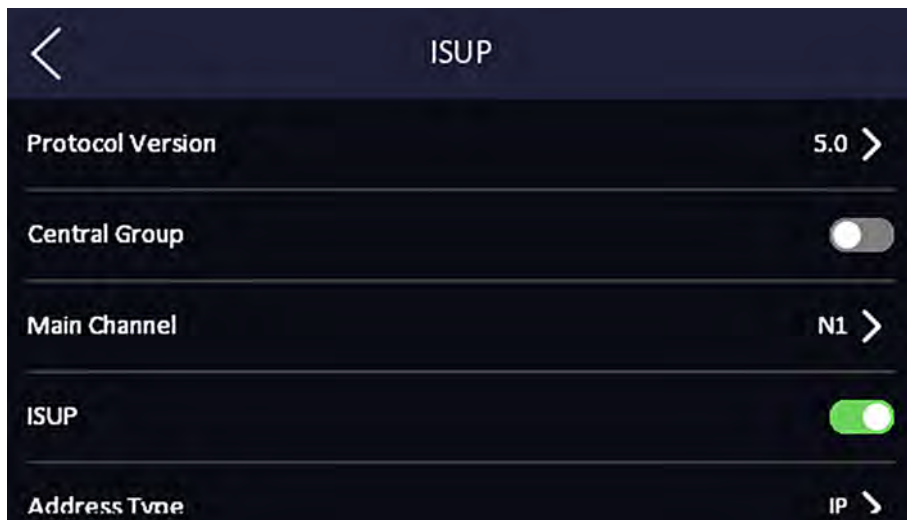 ISUP
Protocol Version 5.0
Central Group
Main Channel N1
ISUP
Address Type IP